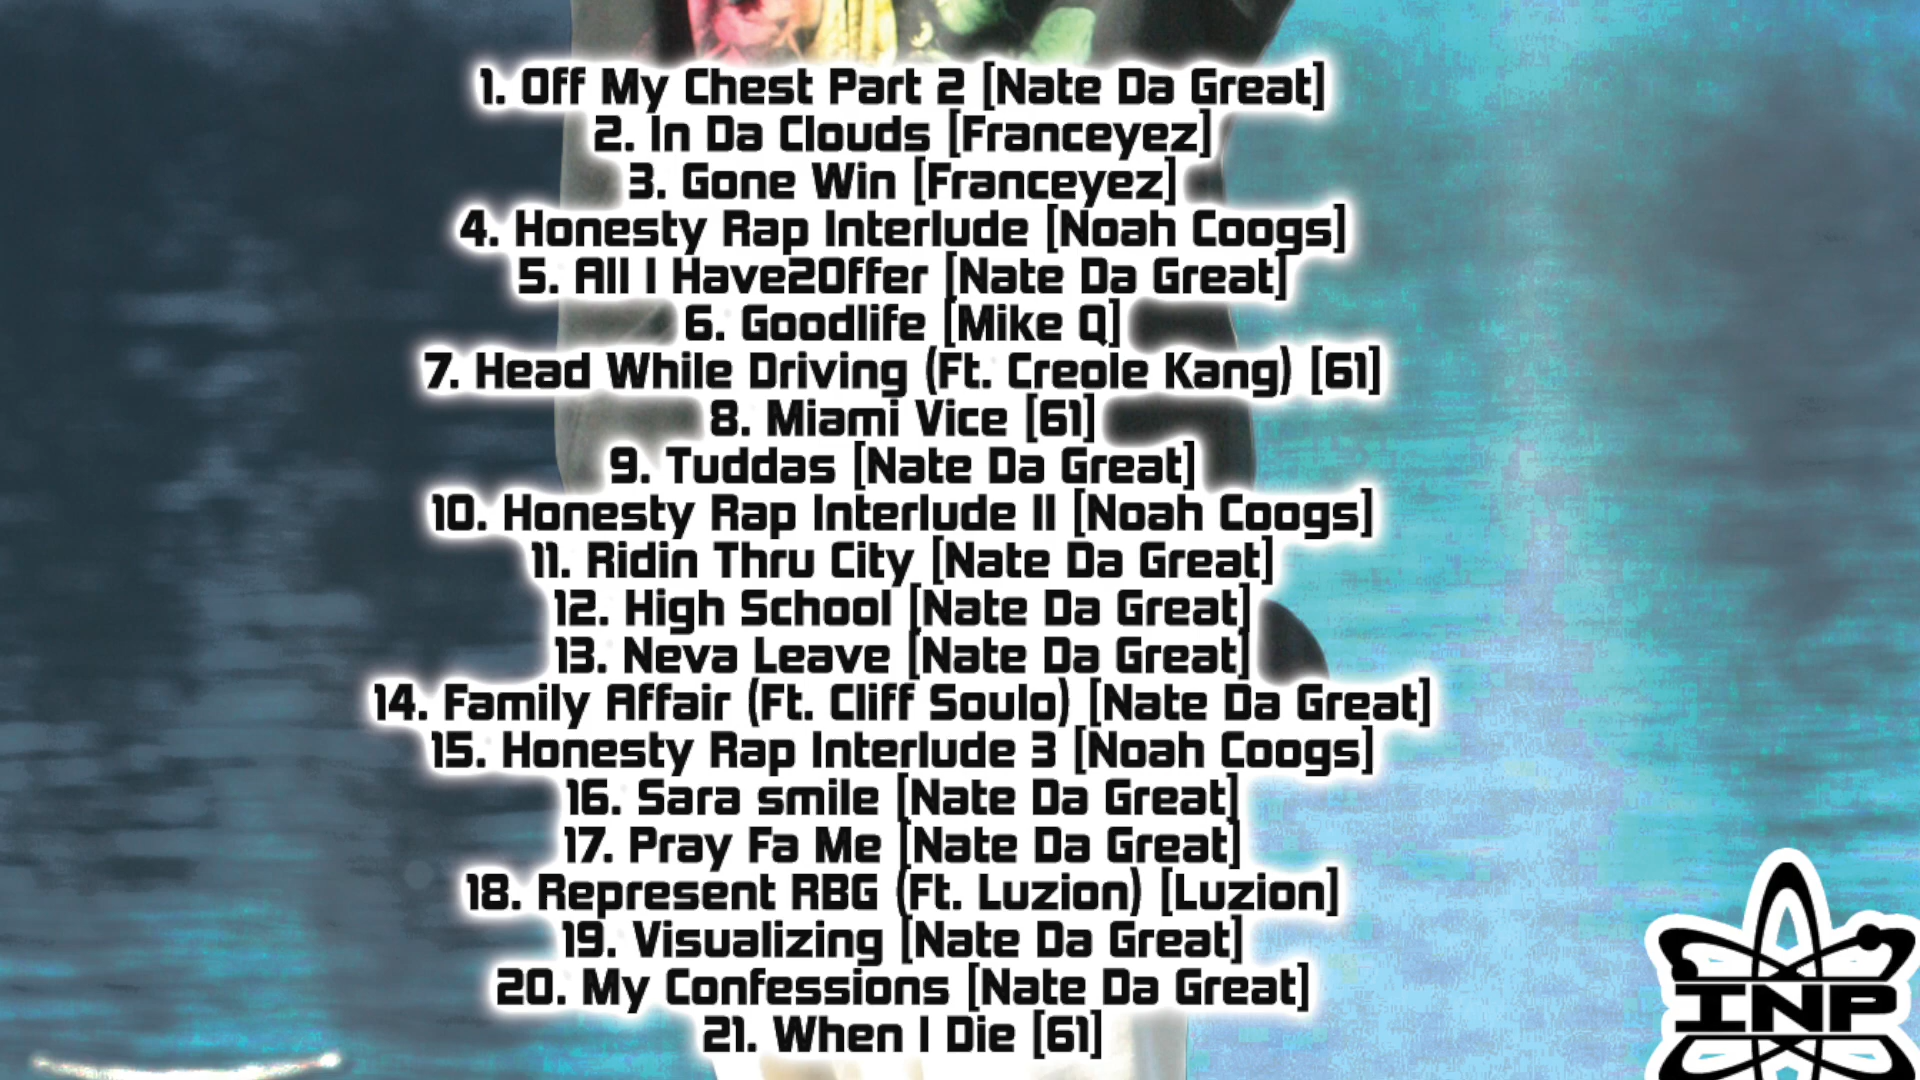 1. Off My Chest Part 2 [Nate Da Great]
2. In Da Clouds [Franceyez]
3. Gone Win [Franceyez]
4. Honesty Rap Interlude [Noah Coogs]
5. All I Have2Offer [Nate Da Great]
6. Goodlife [Mike Q]
7. Head While Driving (Ft. Creole Kang) [61]
8. Miami Vice [61]
9. Tuddas [Nate Da Great]
10. Honesty Rap Interlude II [Noah Coogs]
11. Ridin Thru City [Nate Da Great]
12. High School [Nate Da Great]
13. Neva Leave [Nate Da Great]
14. Family Affair (Ft. Cliff Soulo) [Nate Da Great]
15. Honesty Rap Interlude 3 [Noah Coogs]
16. Sara smile [Nate Da Great]
17. Pray Fa Me [Nate Da Great]
18. Represent RBG (Ft. Luzion) [Luzion]
19. Visualizing [Nate Da Great]
20. My Confessions [Nate Da Great]
21. When I Die [61]
INP